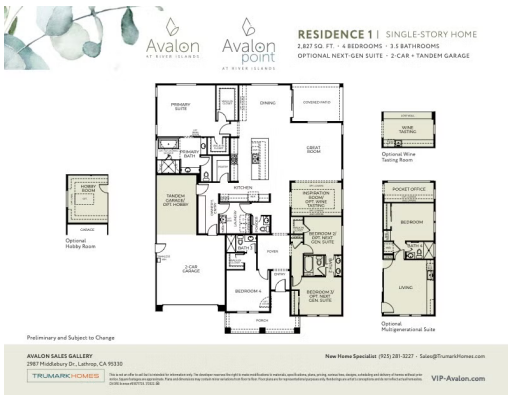 Avalon
AT RIVER ISLANDS
Avalon
point
AT RIVER ISLANDS
RESIDENCE 1 | SINGLE-STORY HOME
2,827 SQ. FT. • 4 BEDROOMS • 3.5 BATHROOMS
OPTIONAL NEXT-GEN SUITE • 2-CAR + TANDEM GARAGE
PRIMARY
SUITE
DINING
COVERED PATIO
GREAT
ROOM
PRIMARY
BATH
KITCHEN
TANDEM
GARAGE/
OPT. HOBBY
LAUNDRY
INSPIRATION
ROOM/
OPT. WINE
TASTING
BATH
FOYER
BEDROOM 2/
OPT. NEXT
GEN. SUITE
2-CAR
GARAGE
BEDROOM 4
ENTRY
BEDROOM 3/
OPT. NEXT
GEN. SUITE
PORCH
HOBBY
ROOM
GARAGE
Optional
Hobby Room
WINE
TASTING
Optional Wine
Tasting Room
POCKET OFFICE
BEDROOM
BATH
LIVING
Optional
Multigenerational Suite
Preliminary and Subject to Change
AVALON SALES GALLERY
2987 Middlebury Dr., Lathrop, CA 95330
New Home Specialist (925) 281-3227 • Sales@TrumarkHomes.com
TRUMARKHOMES
VIP-Avalon.com